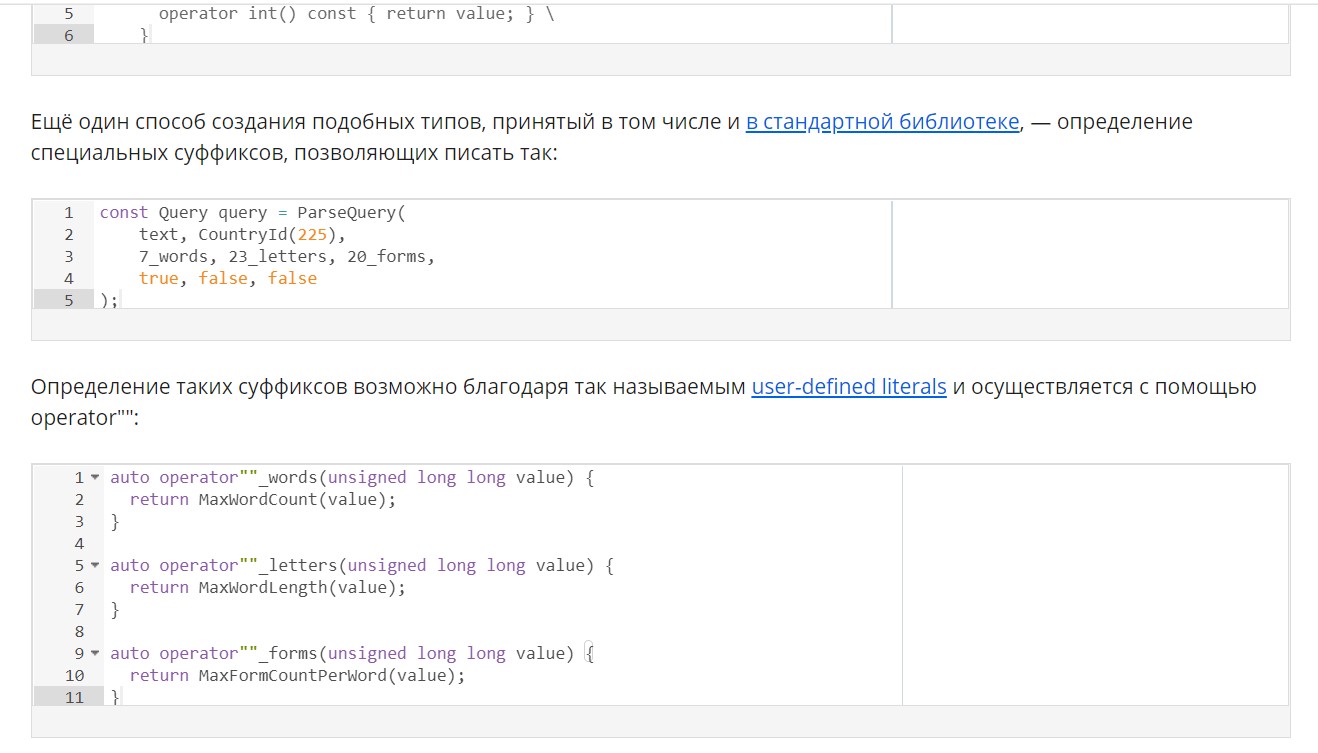 5 operator int() const { return value; } \
6 }
Ещё один способ создания подобных типов, принятый в том числе и в стандартной библиотеке, — определение
специальных суффиксов, позволяющих писать так:
1 const Query query = ParseQuery(
2 text, CountryId(225),
3 7_words, 23_letters, 20_forms,
4 true, false, false
5 );
Определение таких суффиксов возможно благодаря так называемым user-defined literals и осуществляется с помощью
operator"":
1 auto operator""_words(unsigned long long value) {
2 return MaxWordCount(value);
3 }
4
5 auto operator""_letters(unsigned long long value) {
6 return MaxWordLength(value);
7 }
8
9 auto operator""_forms(unsigned long long value) {
10 return MaxFormCountPerWord(value);
11 }